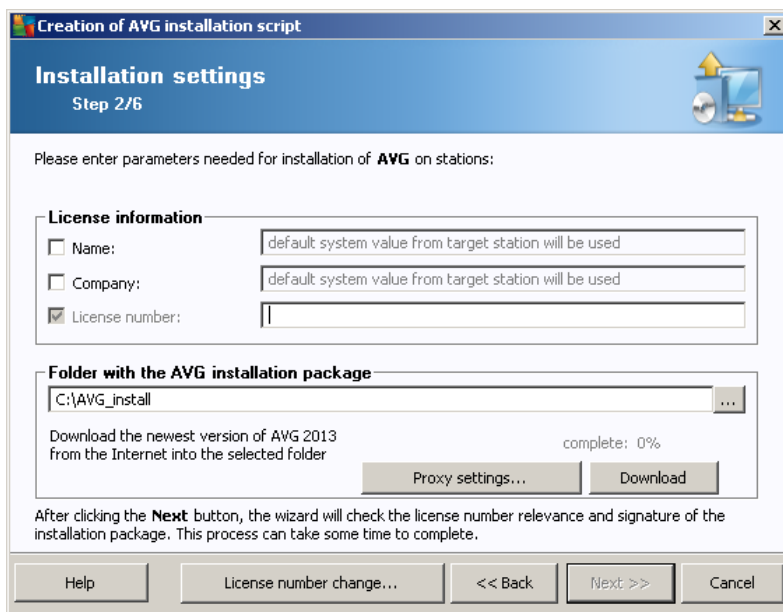 Creation of AVG installation script
Installation settings
Step 2/6
Please enter parameters needed for installation of AVG on stations:
License information
Name:
default system value from target station will be used
Company:
default system value from target station will be used
License number:
Folder with the AVG installation package
C:\AVG_install
...
Download the newest version of AVG 2013
from the Internet into the selected folder
complete: 0%
Proxy settings...
Download
After clicking the Next button, the wizard will check the license number relevance and signature of the
installation package. This process can take some time to complete.
Help
License number change...
<< Back
Next >>
Cancel